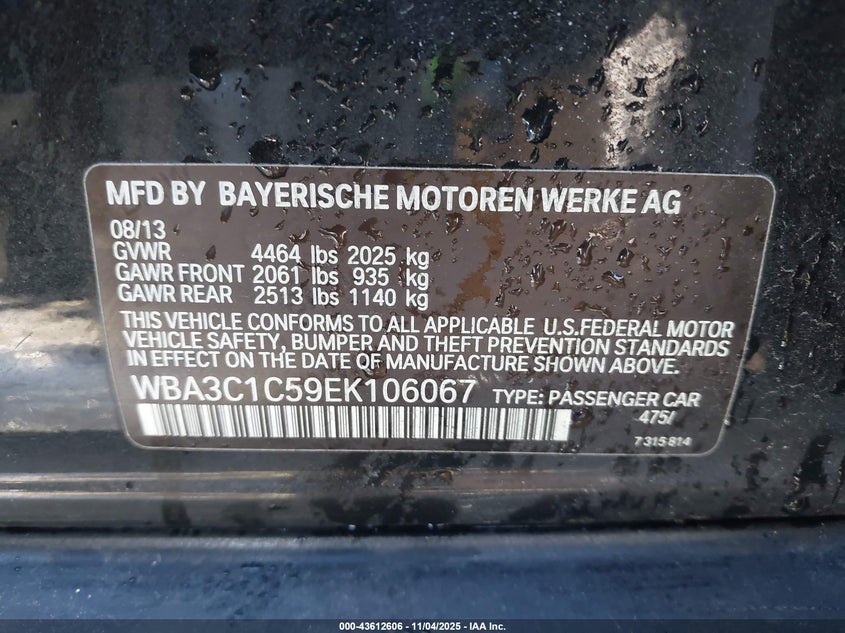 MFD BY BAYERISCHE MOTOREN WERKE AG
08/13
GVWR 4464 lbs 2025 kg
GAWR FRONT 2061 lbs 935 kg
GAWR REAR 2513 lbs 1140 kg
THIS VEHICLE CONFORMS TO ALL APPLICABLE U.S.FEDERAL MOTOR
VEHICLE SAFETY, BUMPER AND THEFT PREVENTION STANDARDS
IN EFFECT ON THE DATE OF MANUFACTURE SHOWN ABOVE.
WBA3C1C59EK106067 TYPE: PASSENGER CAR
475/
7 315 814
000-43612606 - 11/04/2025 - IAA Inc.